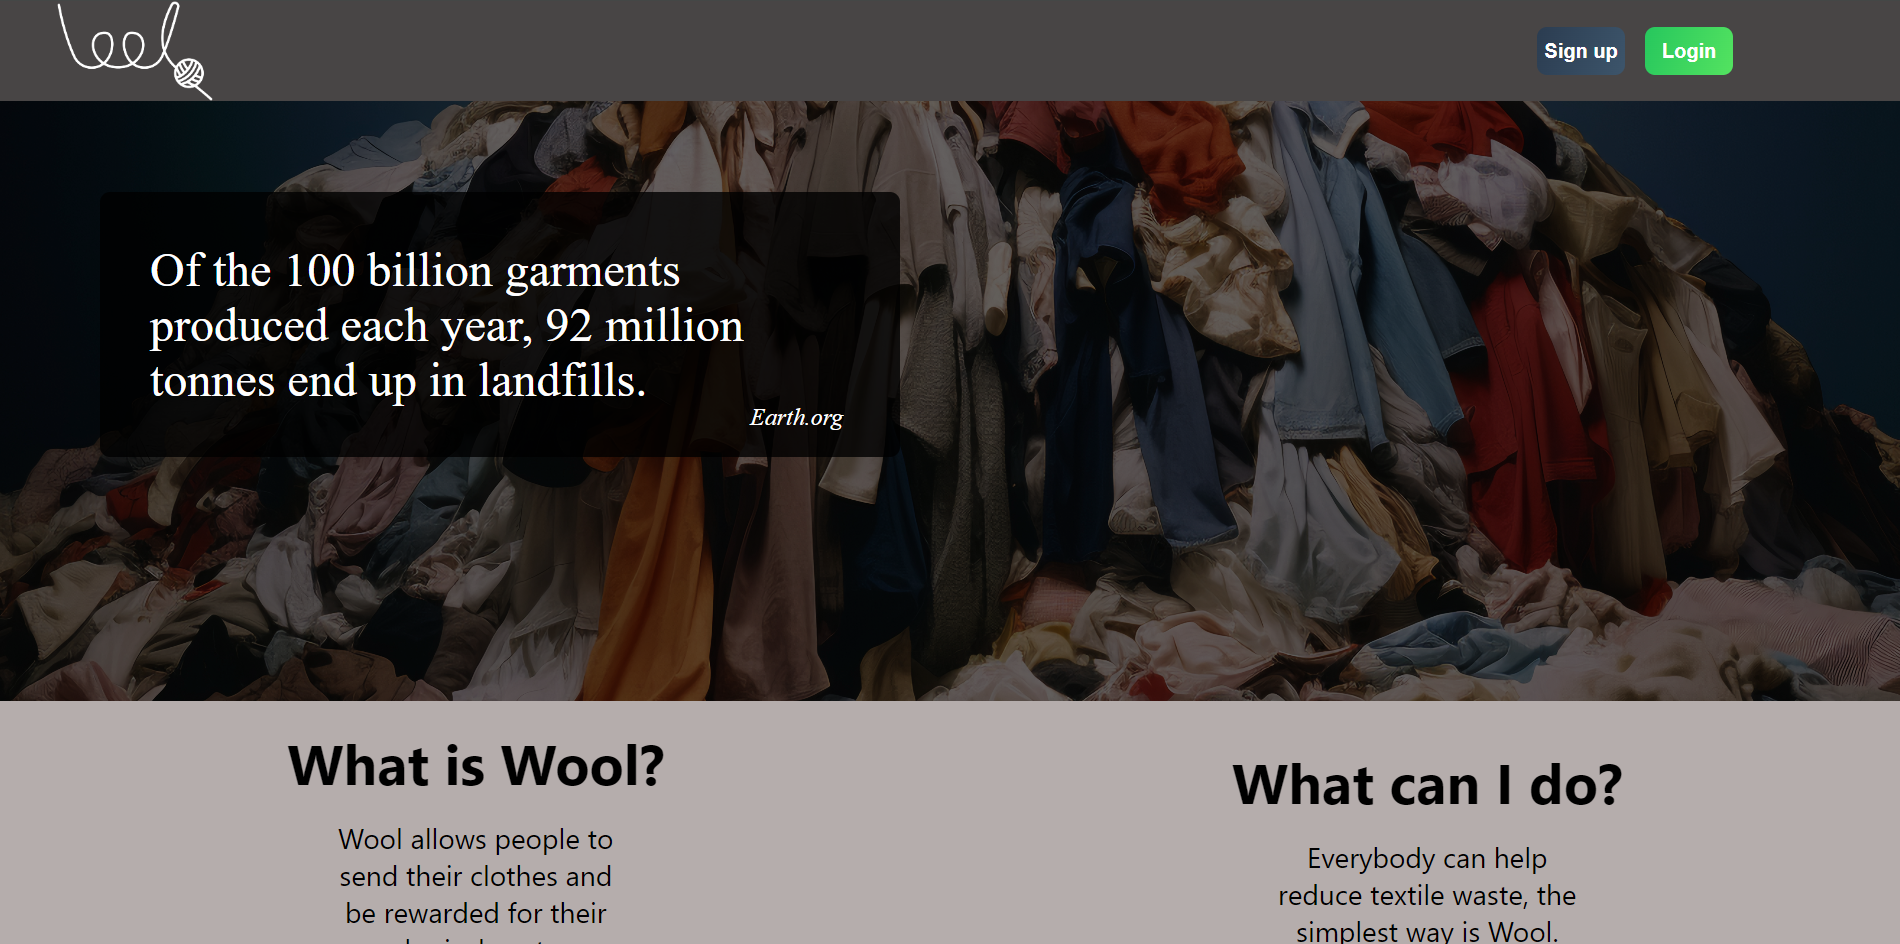 Sign up
Login
Of the 100 billion garments
produced each year, 92 million
tonnes end up in landfills.
Earth.org
What is Wool?
Wool allows people to
send their clothes and
be rewarded for their
What can I do?
Everybody can help
reduce textile waste, the
simplest way is Wool.